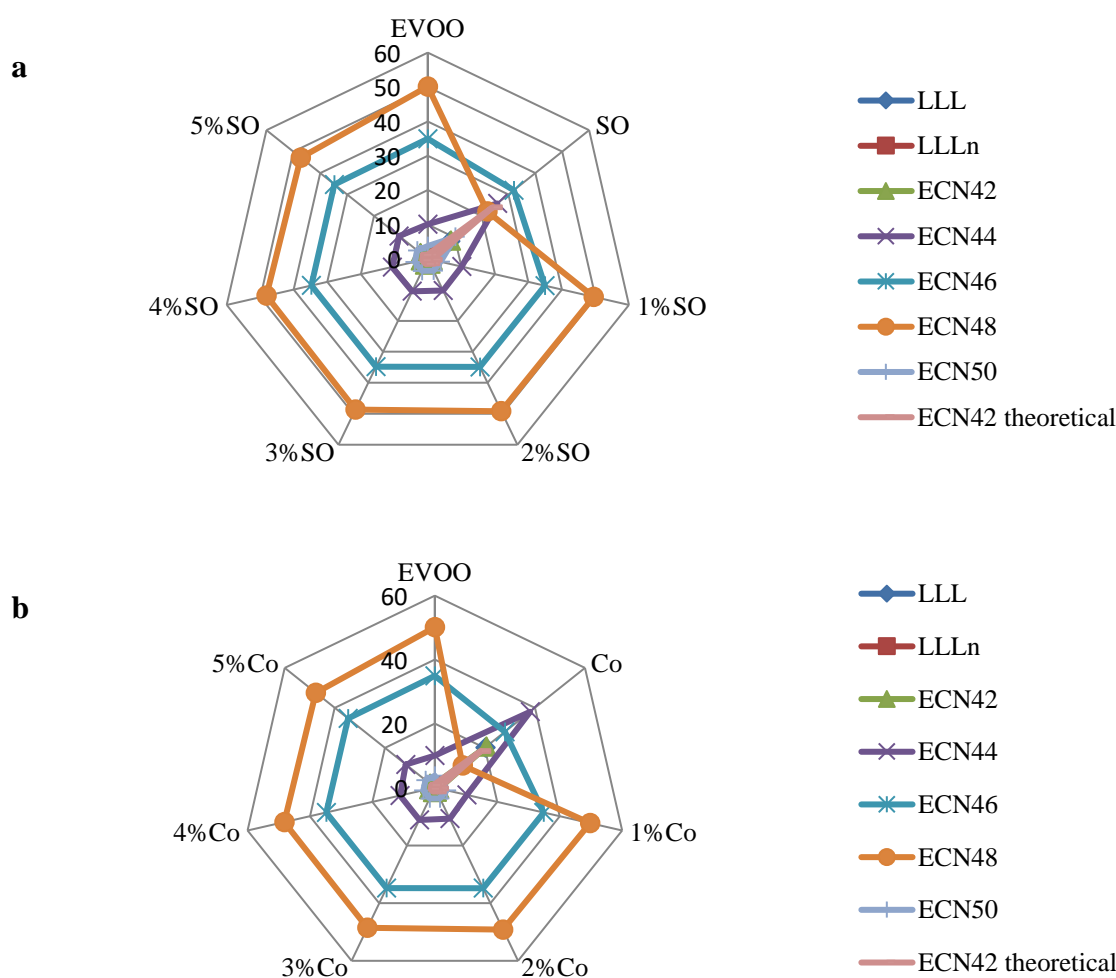 a
EVOO
60
50
40
30
20
10
0
SO
1%SO
2%SO
3%SO
4%SO
5%SO
LLL
LLLn
ECN42
ECN44
ECN46
ECN48
ECN50
ECN42 theoretical
b
EVOO
60
40
20
0
Co
1%Co
2%Co
3%Co
4%Co
5%Co
LLL
LLLn
ECN42
ECN44
ECN46
ECN48
ECN50
ECN42 theoretical